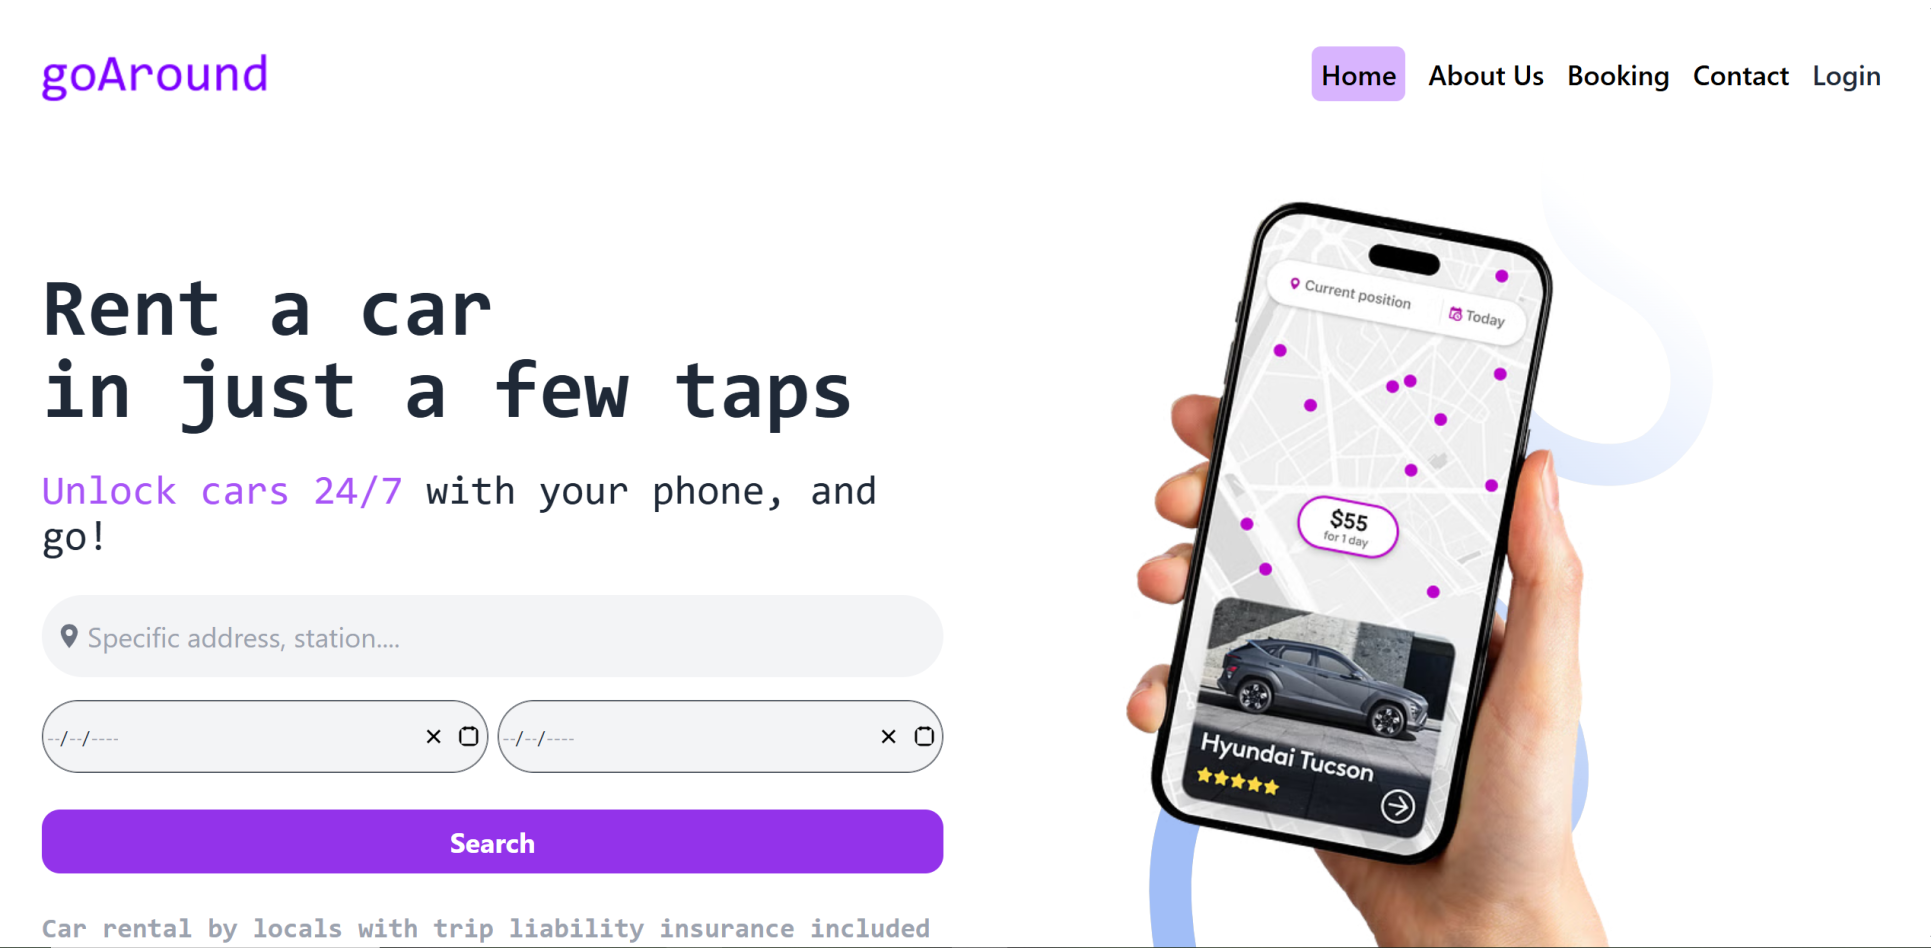 goAround
Home About Us Booking Contact Login
Rent a car
in just a few taps
Unlock cars 24/7 with your phone, and
go!
Specific address, station....
--/--/---- --/--/----
Search
Car rental by locals with trip liability insurance included
Current position Today
$55
for 1 day
Hyundai Tucson